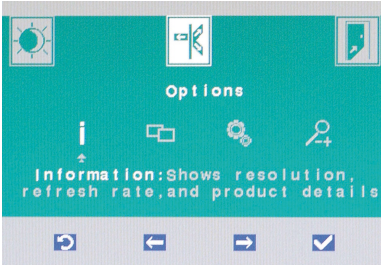 Options
Information:Shows resolution,
refresh rate,and product details